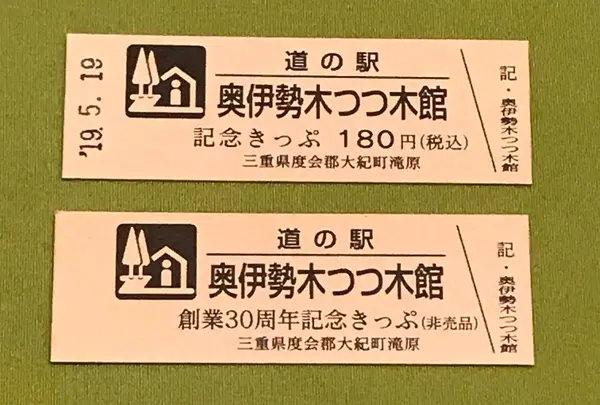 '19.5.19
道の駅
奥伊勢木つつ木館
記念きっぷ 180円(税込)
三重県度会郡大紀町滝原
記・奥伊勢木つつ木館
道の駅
奥伊勢木つつ木館
創業30周年記念きっぷ(非売品)
三重県度会郡大紀町滝原
記・奥伊勢木つつ木館